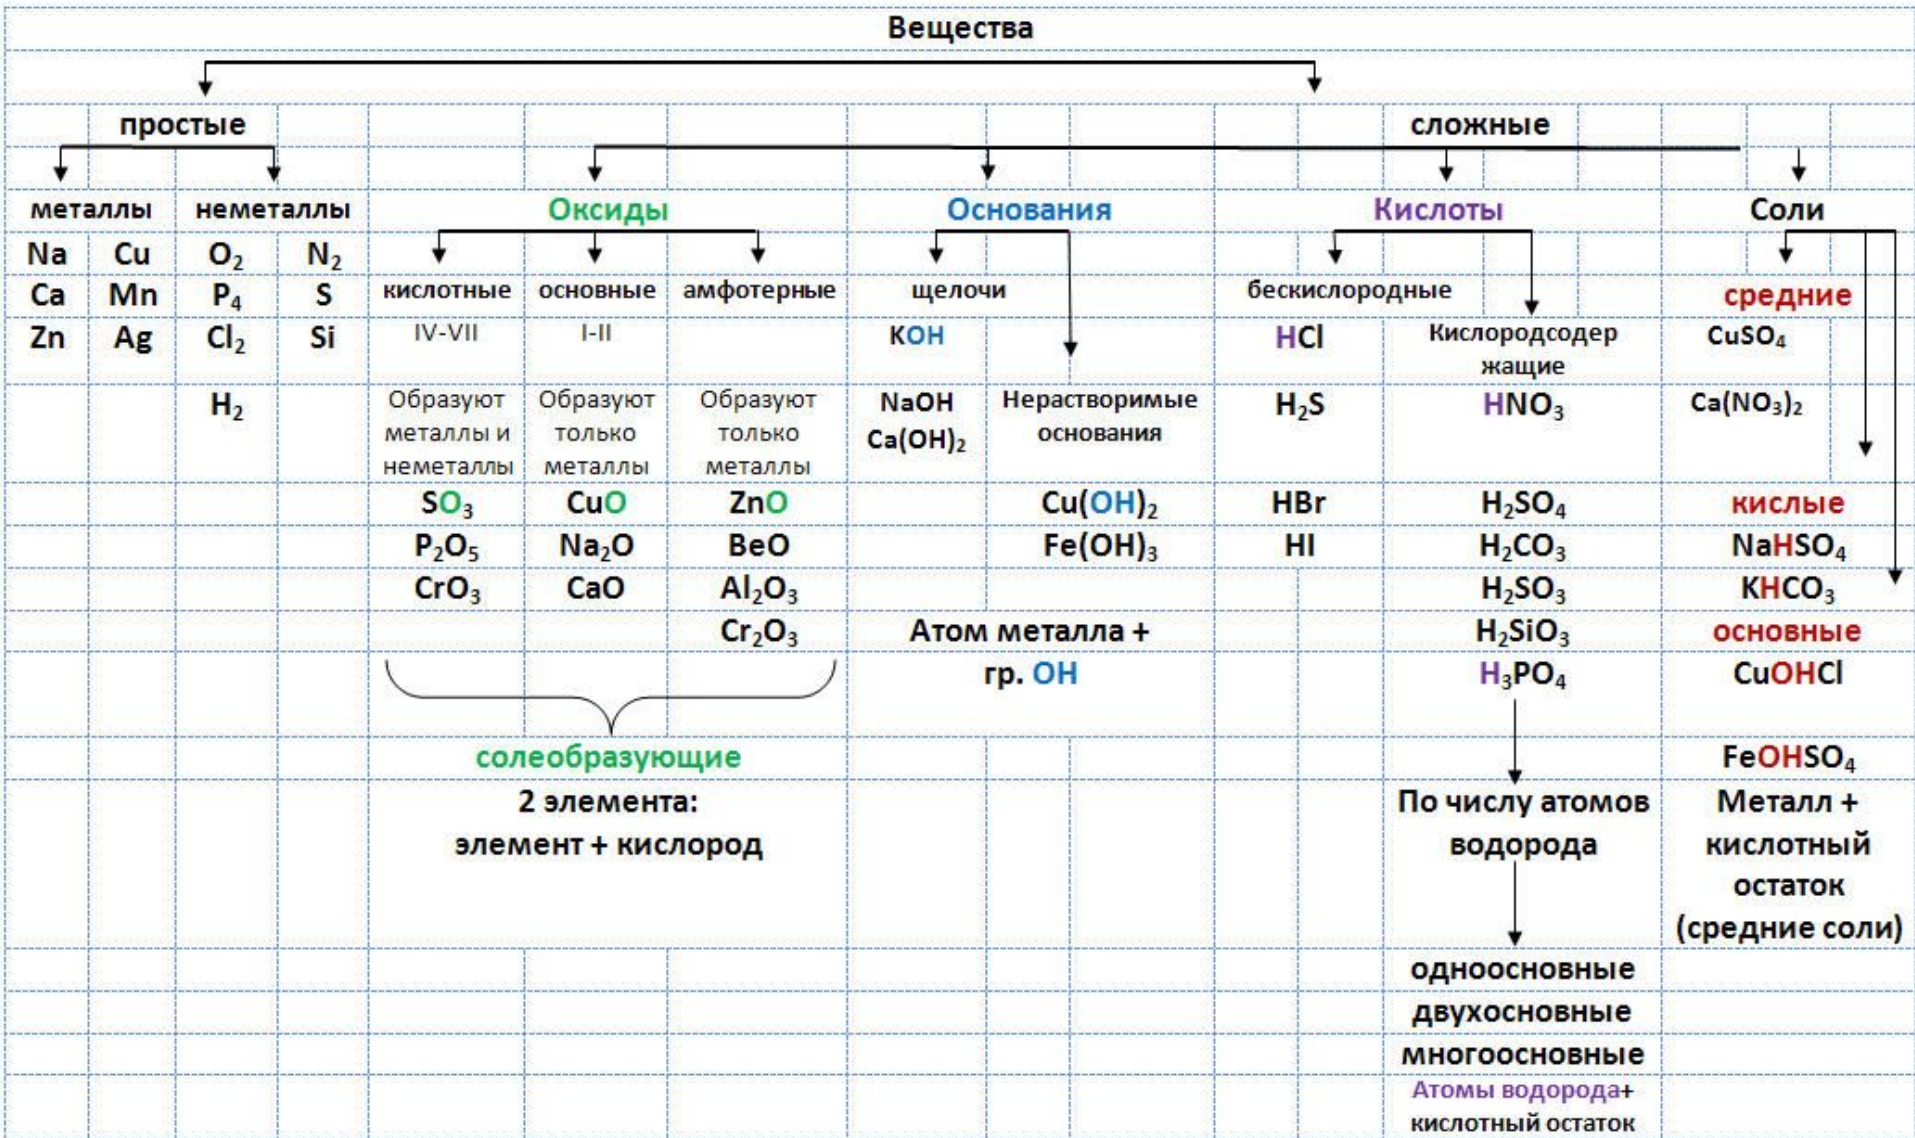 Вещества
простые сложные
металлы неметаллы Оксиды Основания Кислоты Соли
Na Cu O₂ N₂
Ca Mn P₄ S кислотные основные амфотерные щелочи бескислородные средние
Zn Ag Cl₂ Si IV-VII I-II KOH HCl Кислородсодер CuSO₄
жащие
H₂ Образуют Образуют Образуют NaOH Нерастворимые H₂S HNO₃ Ca(NO₃)₂
металлы и только только Ca(OH)₂ основания
неметаллы металлы металлы
SO₃ CuO ZnO Cu(OH)₂ HBr H₂SO₄ кислые
P₂O₅ Na₂O BeO Fe(OH)₃ HI H₂CO₃ NaHSO₄
CrO₃ CaO Al₂O₃ H₂SO₃ KHCO₃
Cr₂O₃ Атом металла + H₂SiO₃ основные
гр. OH H₃PO₄ CuOHCl
солеобразующие FeOHSO₄
2 элемента: По числу атомов Металл +
элемент + кислород водорода кислотный
остаток
(средние соли)
одноосновные
двухосновные
многоосновные
Атомы водорода+
кислотный остаток